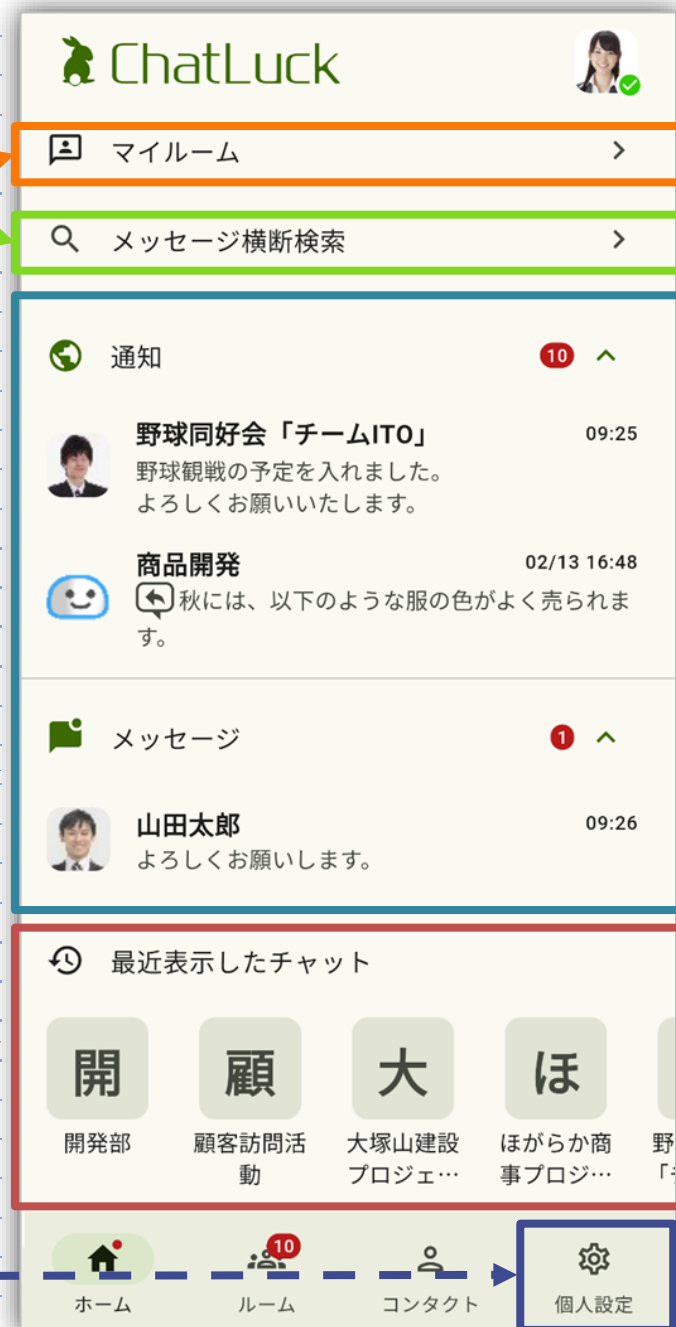 ChatLuck
マイルーム
メッセージ横断検索
通知
10
野球同好会「チームITO」
09:25
野球観戦の予定を入れました。
よろしくお願いいたします。
商品開発
02/13 16:48
秋には、以下のような服の色がよく売られま
す。
メッセージ
1
山田太郎
09:26
よろしくお願いします。
最近表示したチャット
開
顧
大
ほ
開発部
顧客訪問活
動
大塚山建設
プロジェ…
ほがらか商
事プロジ…
野
「
10
ホーム
ルーム
コンタクト
個人設定